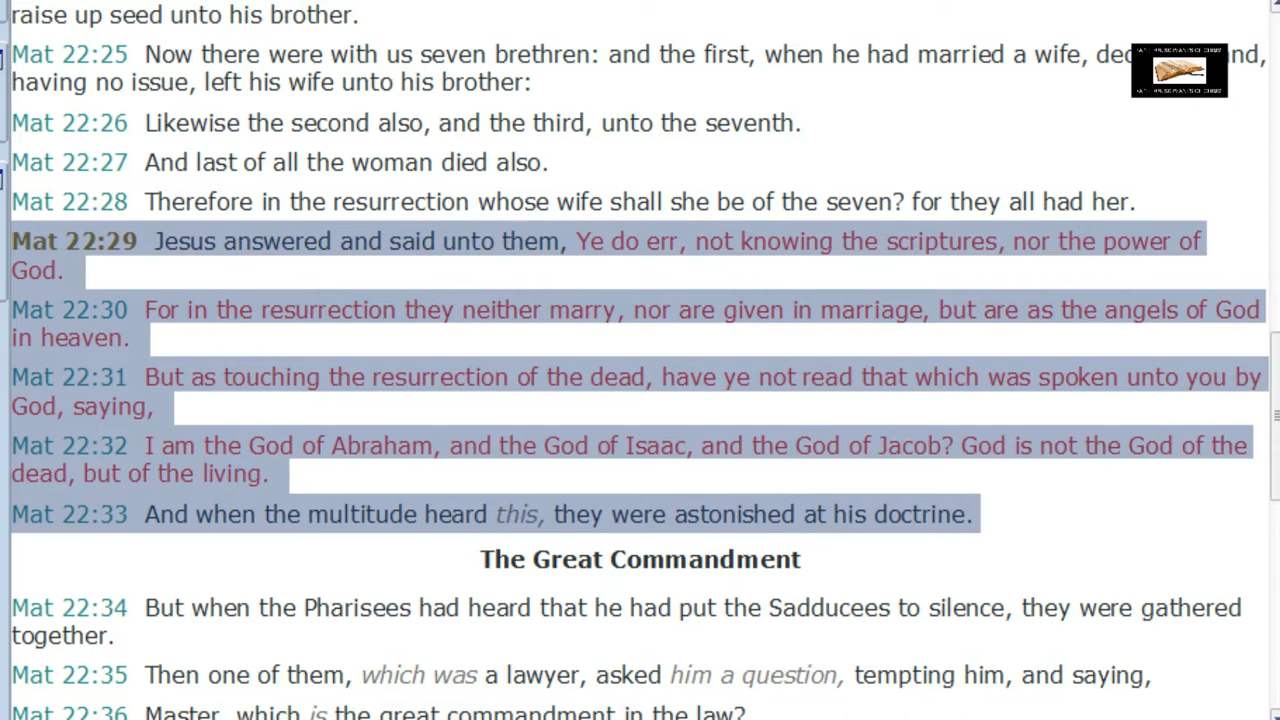 raise up seed unto his brother.
Mat 22:25 Now there were with us seven brethren: and the first, when he had married a wife,
having no issue, left his wife unto his brother:
Mat 22:26 Likewise the second also, and the third, unto the seventh.
Mat 22:27 And last of all the woman died also.
Mat 22:28 Therefore in the resurrection whose wife shall she be of the seven? for they all had her.
Mat 22:29 Jesus answered and said unto them, Ye do err, not knowing the scriptures, nor the power of
God.
Mat 22:30 For in the resurrection they neither marry, nor are given in marriage, but are as the angels of God
in heaven.
Mat 22:31 But as touching the resurrection of the dead, have ye not read that which was spoken unto you by
God, saying,
Mat 22:32 I am the God of Abraham, and the God of Isaac, and the God of Jacob? God is not the God of the
dead, but of the living.
Mat 22:33 And when the multitude heard this, they were astonished at his doctrine.
The Great Commandment
Mat 22:34 But when the Pharisees had heard that he had put the Sadducees to silence, they were gathered
together.
Mat 22:35 Then one of them, which was a lawyer, asked him a question, tempting him, and saying,
Mat 22:36 Master, which is the great commandment in the law?